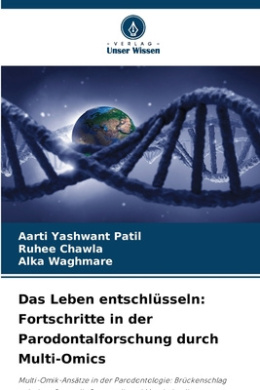 VERLAG
Unser Wissen
Aarti Yashwant Patil
Ruhee Chawla
Alka Waghmare
Das Leben entschlüsseln:
Fortschritte in der
Parodontalforschung durch
Multi-Omics
Multi-Omik-Ansätze in der Parodontologie: Brückenschlag